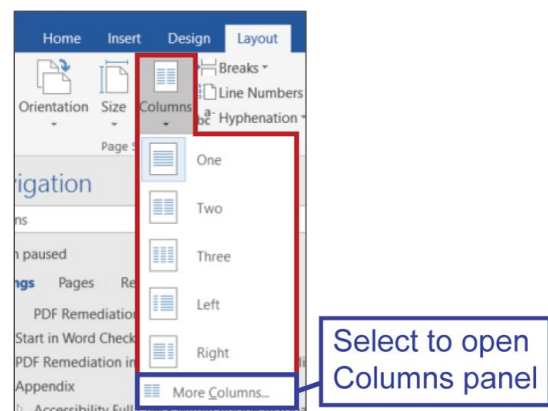 Home Insert Design Layout
Breaks
Line Numbers
Orientation Size Columns Hyphenation
Page S
One
igation
Two
ns
paused
Three
ngs Pages Re
PDF Remediation
Left
Start in Word Check
PDF Remediation in
Right
Appendix
More Columns...
Select to open
Columns panel